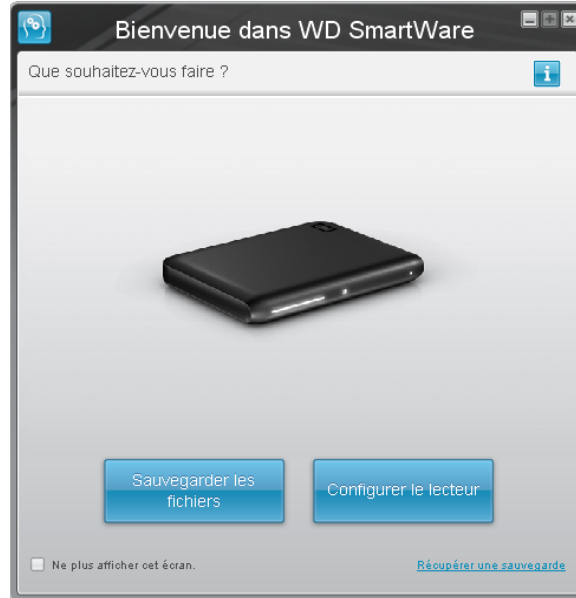 Bienvenue dans WD SmartWare
Que souhaitez-vous faire ?
Sauvegarder les
fichiers
Configurer le lecteur
Ne plus afficher cet écran.
Récupérer une sauvegarde